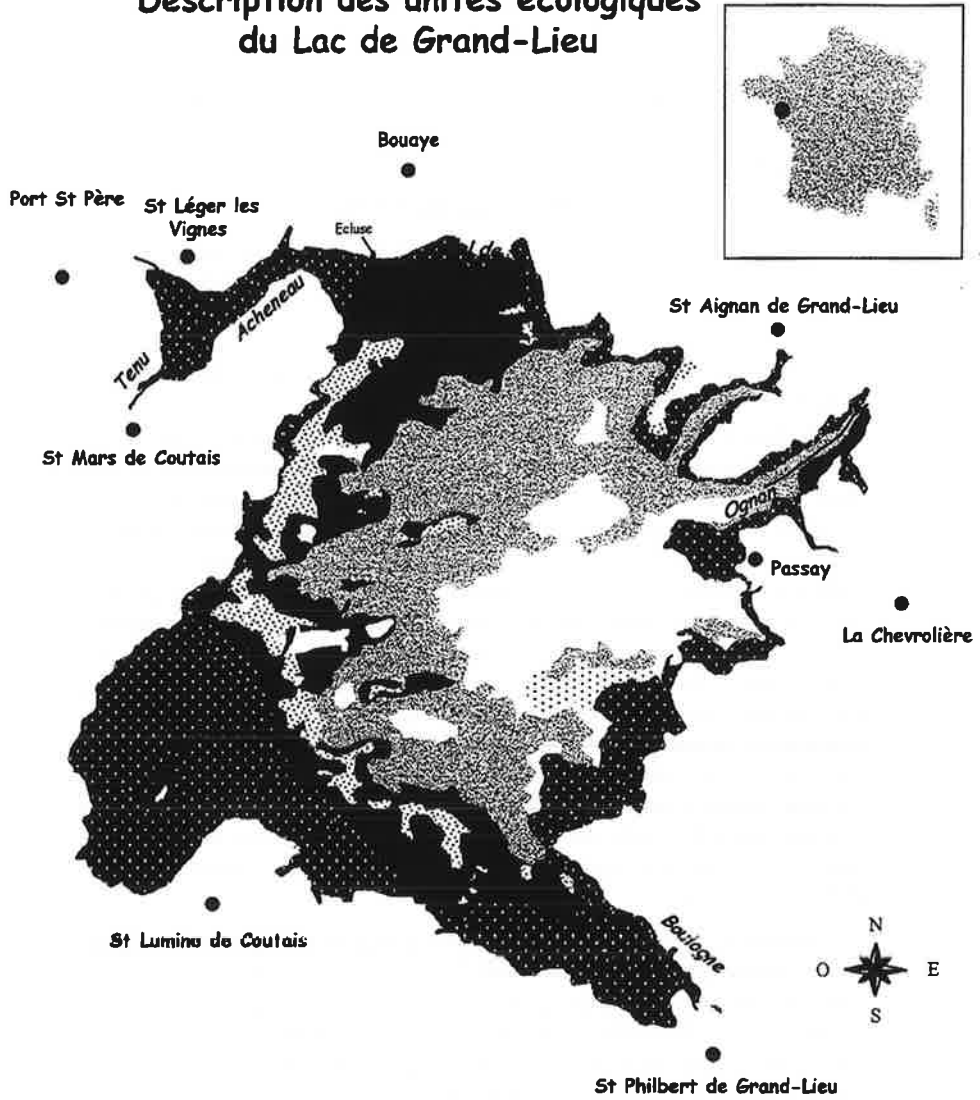 Description des unités écologiques
du Lac de Grand-Lieu
Bouaye
Port St Père
St Léger les
Vignes
Ecluse
Acheneau
Tenu
St Aignan de Grand-Lieu
St Mars de Coutais
Ognon
Passay
La Chevrolière
St Lumine de Coutais
Boulogne
N
O
E
S
St Philbert de Grand-Lieu